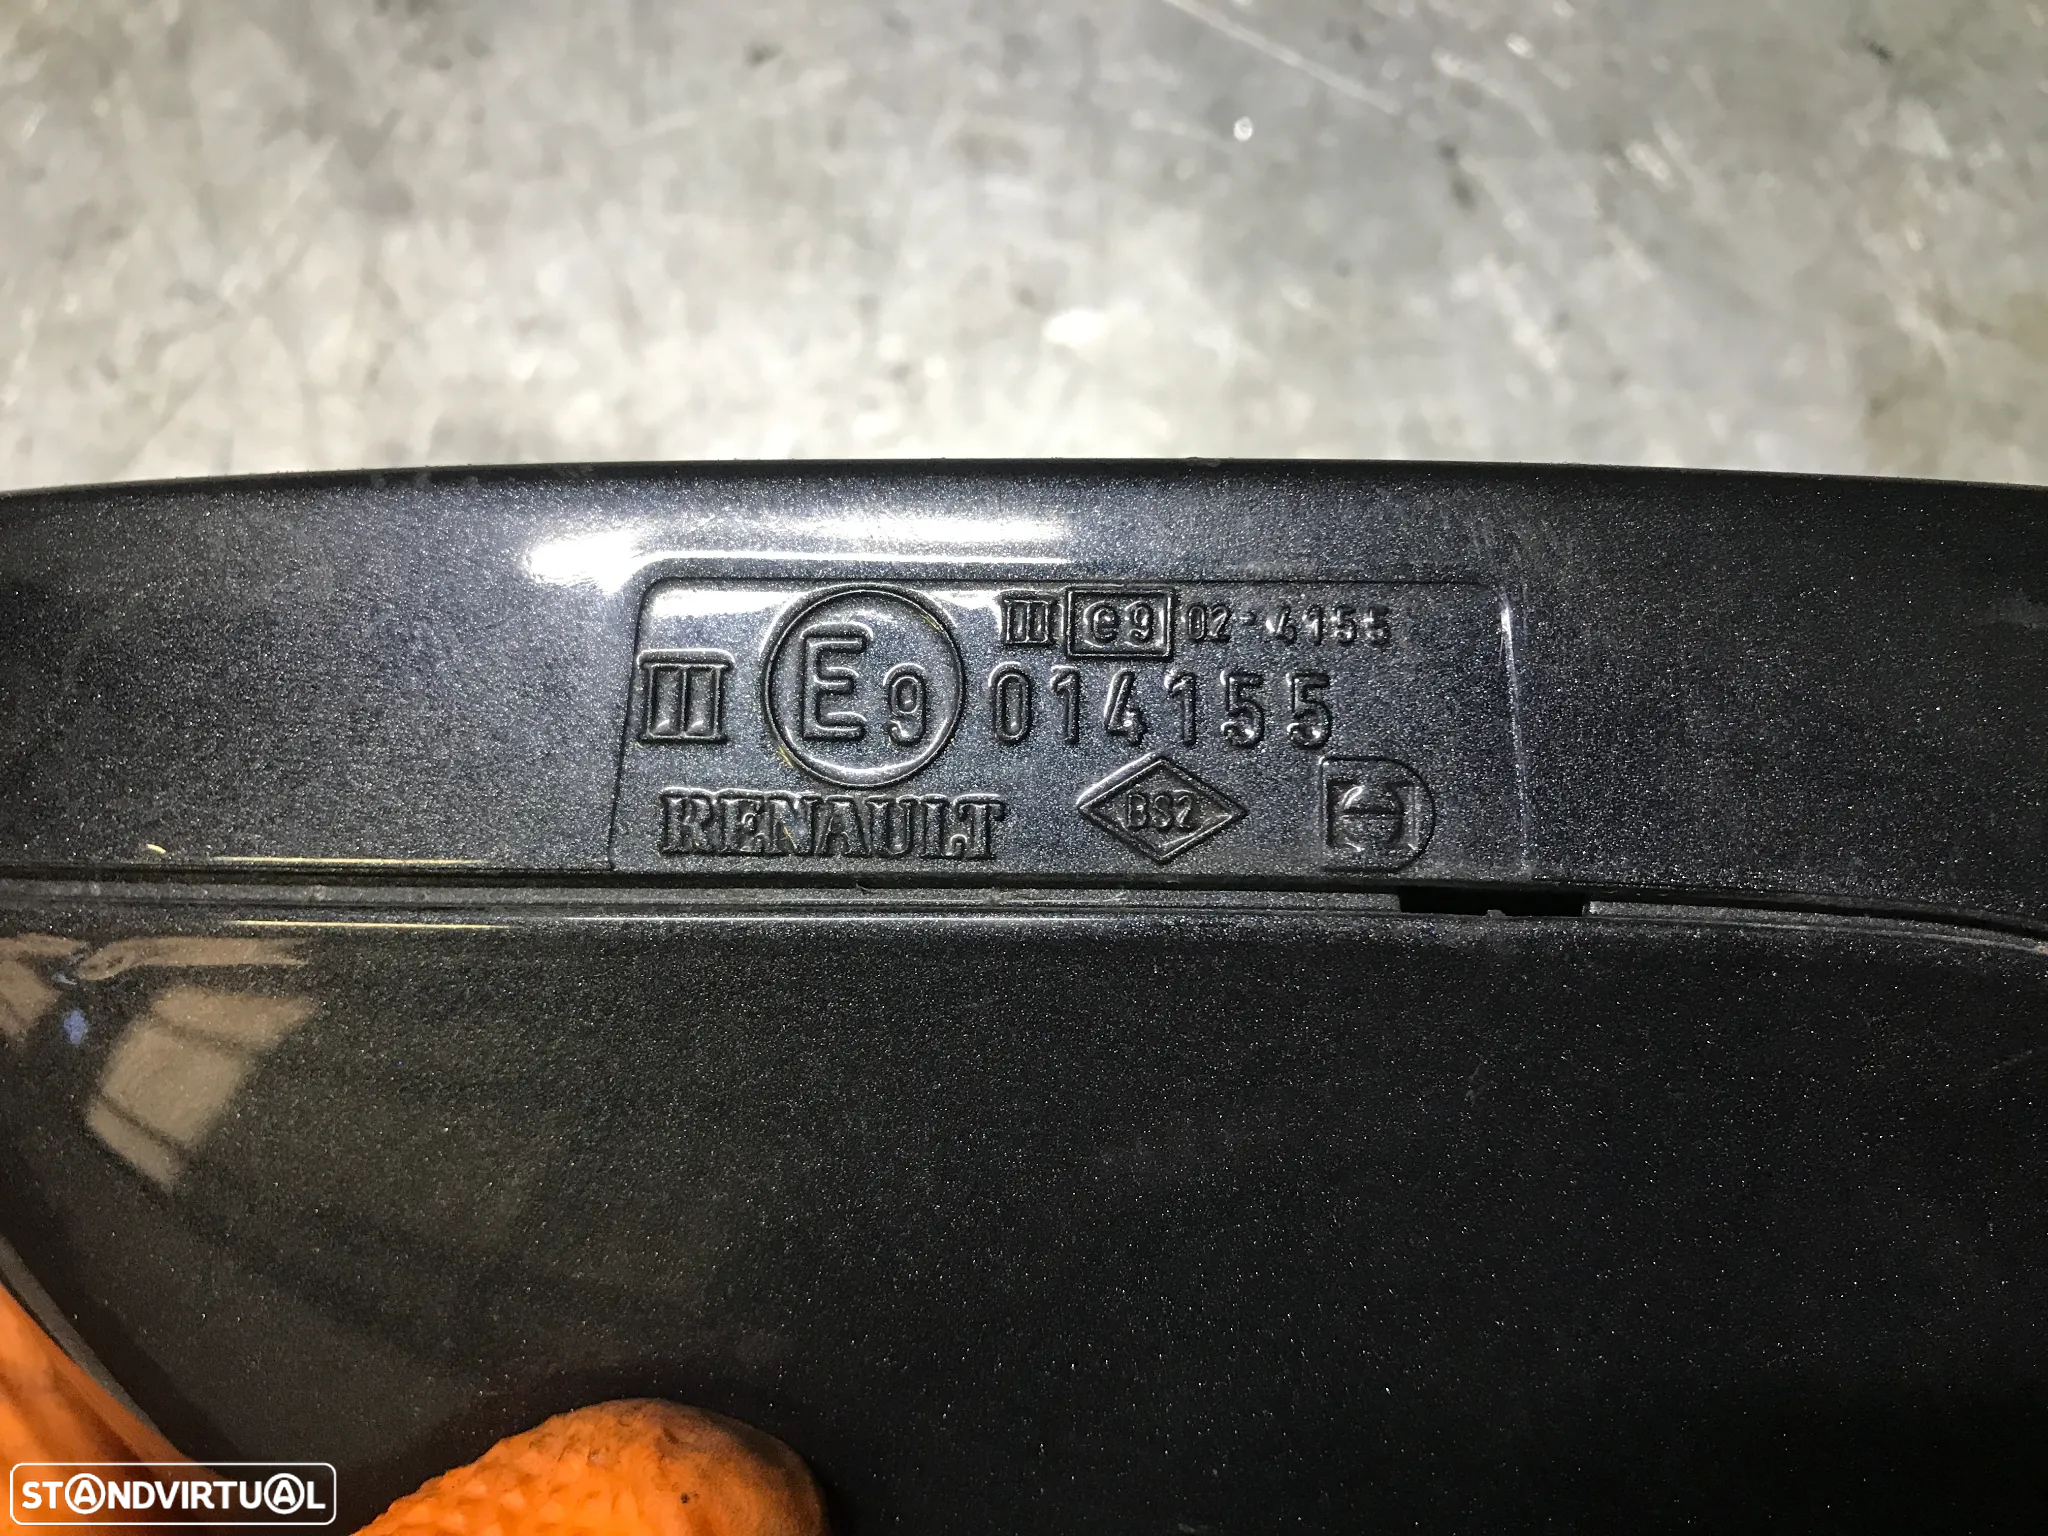 III e9 02-4155
III E9 014155
RENAULT BS2
STANDVIRTUAL